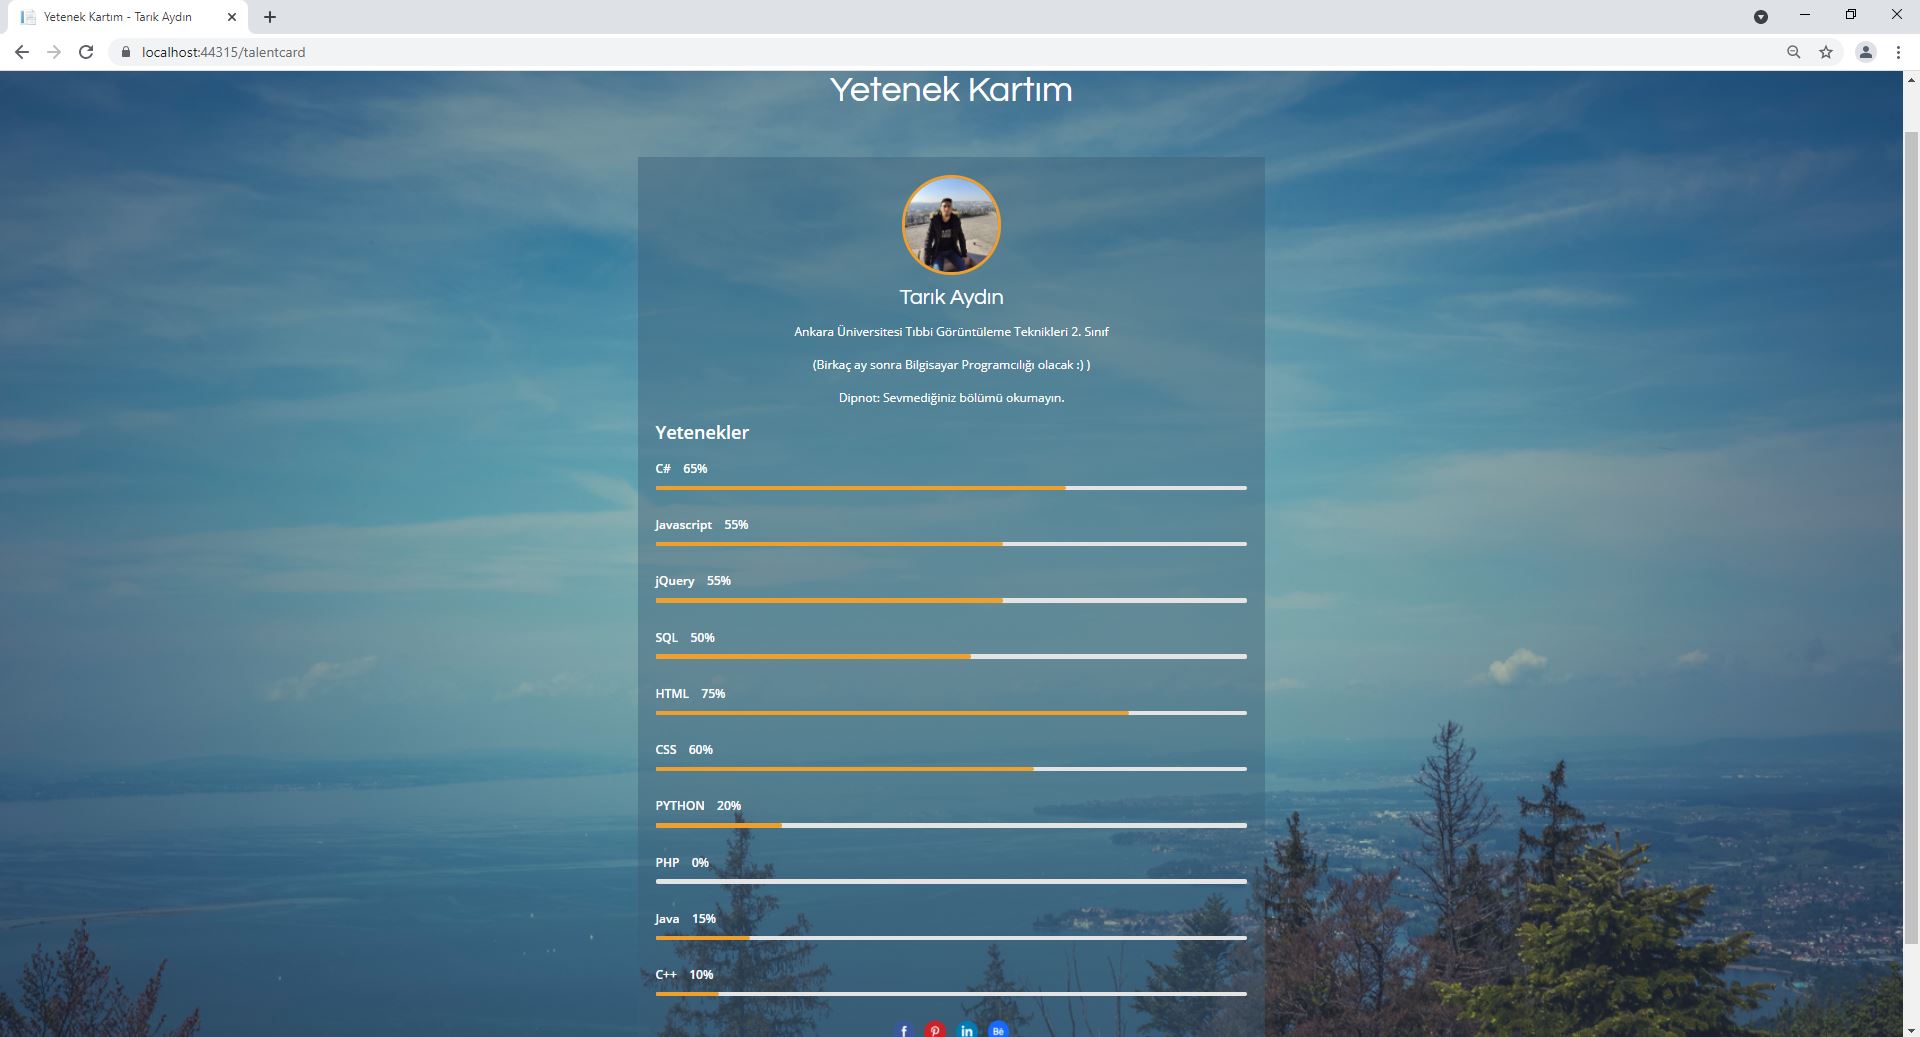 Yetenek Kartım - Tarık Aydın
localhost:44315/talentcard
Yetenek Kartım
Tarık Aydın
Ankara Üniversitesi Tıbbi Görüntüleme Teknikleri 2. Sınıf
(Birkaç ay sonra Bilgisayar Programcılığı olacak :) )
Dipnot: Sevmediğiniz bölümü okumayın.
Yetenekler
C# 65%
Javascript 55%
jQuery 55%
SQL 50%
HTML 75%
CSS 60%
PYTHON 20%
PHP 0%
Java 15%
C++ 10%
f in Bē